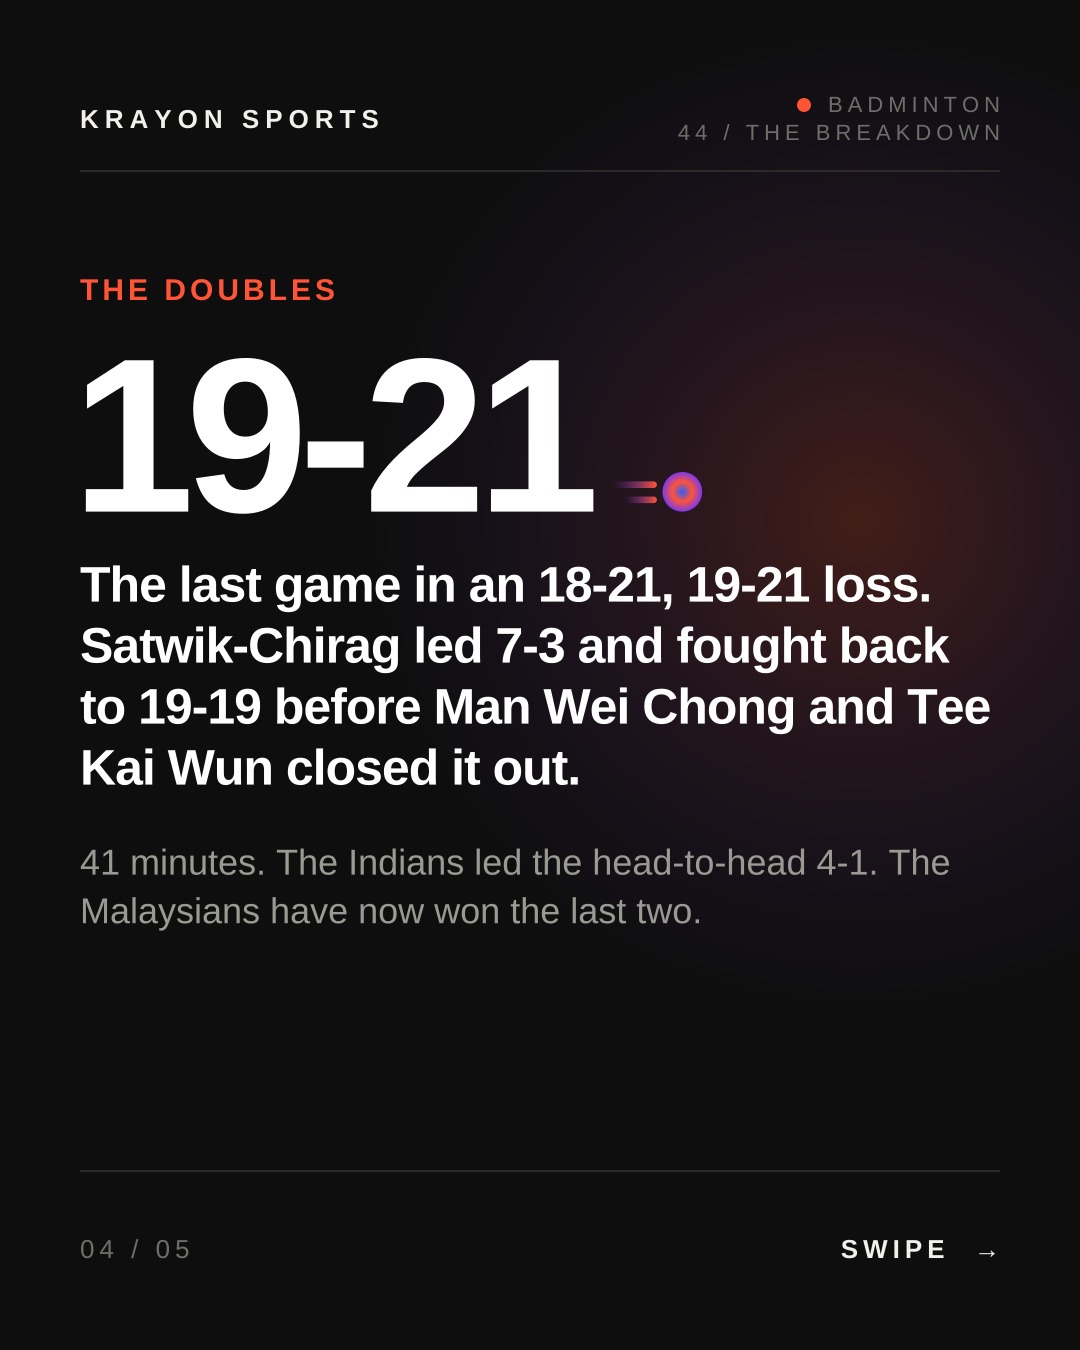 KRAYON SPORTS
BADMINTON
44 / THE BREAKDOWN
THE DOUBLES
19-21
The last game in an 18-21, 19-21 loss.
Satwik-Chirag led 7-3 and fought back
to 19-19 before Man Wei Chong and Tee
Kai Wun closed it out.
41 minutes. The Indians led the head-to-head 4-1. The
Malaysians have now won the last two.
04 / 05
SWIPE →